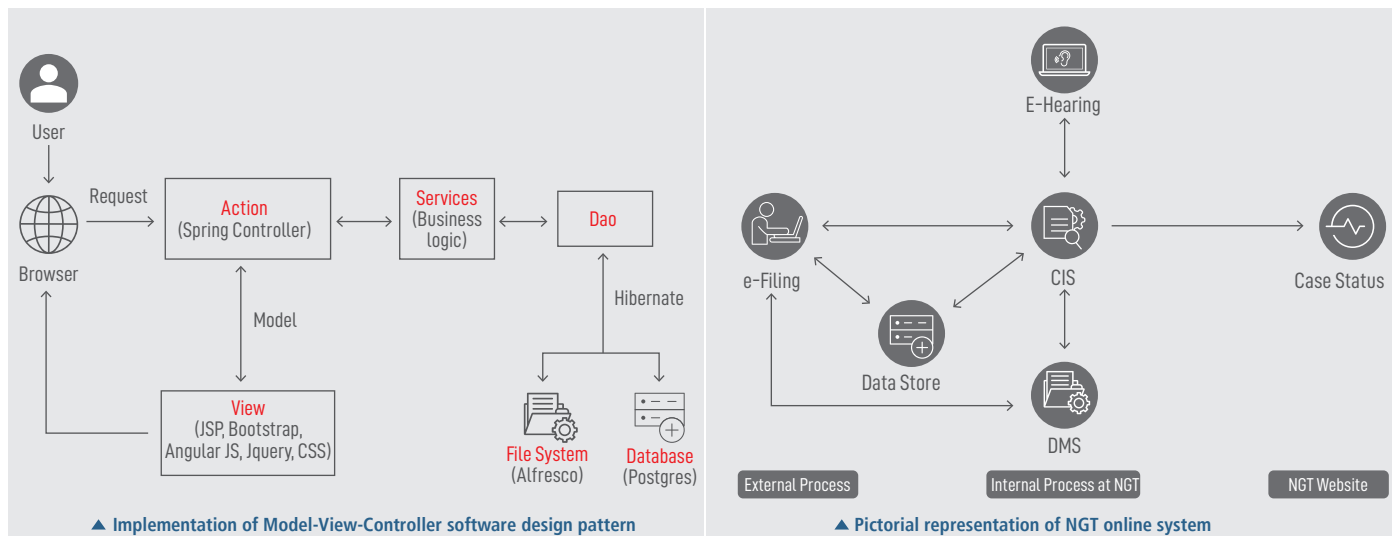 User
Browser
Request
Action
(Spring Controller)
Services
(Business
logic)
Dao
Hibernate
Model
View
(JSP, Bootstrap,
Angular JS, Jquery, CSS)
File System
(Alfresco)
Database
(Postgres)
▲ Implementation of Model-View-Controller software design pattern
E-Hearing
e-Filing
CIS
Case Status
Data Store
DMS
External Process
Internal Process at NGT
NGT Website
▲ Pictorial representation of NGT online system